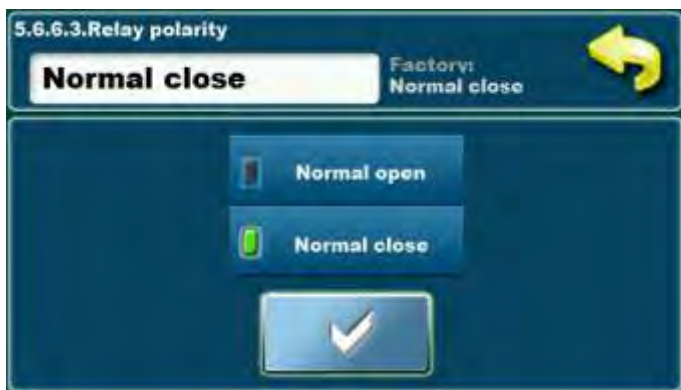 5.6.6.3.Relay polarity
Normal close
Factory:
Normal close
Normal open
Normal close